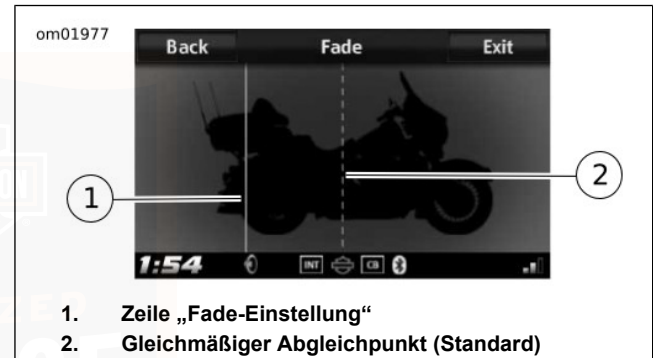 om01977
Back Fade Exit
1
2
1:54 INT CB
1. Zeile „Fade-Einstellung“
2. Gleichmäßiger Abgleichpunkt (Standard)